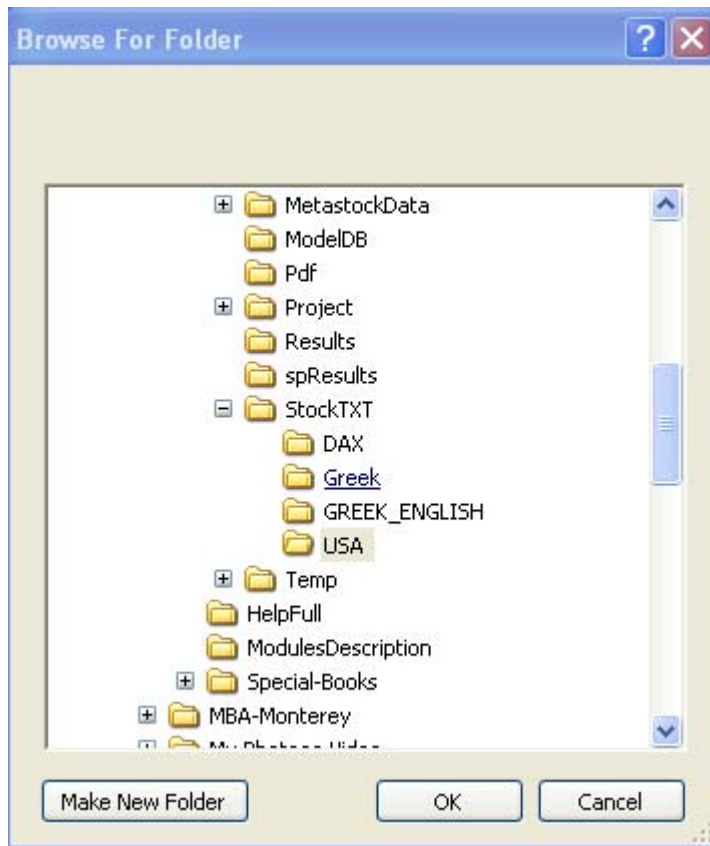 Browse For Folder
MetastockData
ModelDB
Pdf
Project
Results
spResults
StockTXT
DAX
Greek
GREEK_ENGLISH
USA
Temp
HelpFull
ModulesDescription
Special-Books
MBA-Monterey
Make New Folder
OK
Cancel